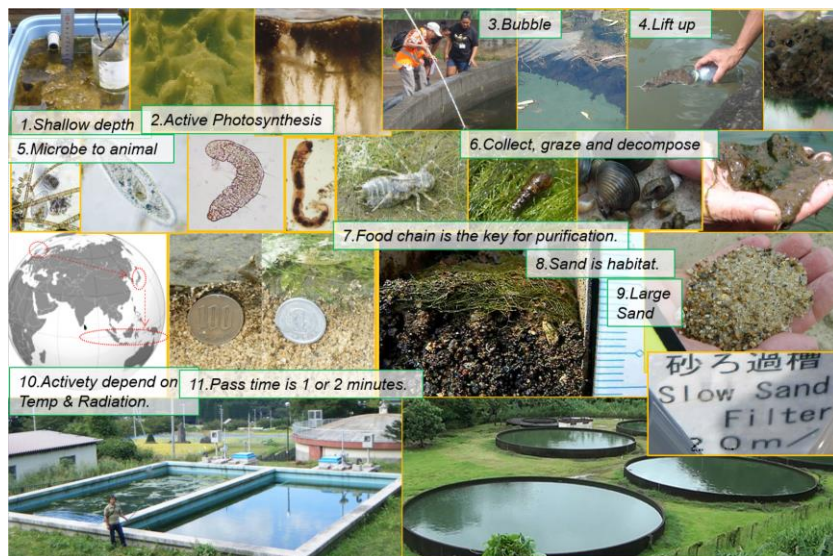 1.Shallow depth
2.Active Photosynthesis
3.Bubble
4.Lift up
5.Microbe to animal
6.Collect, graze and decompose
7.Food chain is the key for purification.
8.Sand is habitat.
9.Large
Sand
100
1
10.Activety depend on
Temp & Radiation.
11.Pass time is 1 or 2 minutes.
砂ろ過槽
Slow Sand
Filter
20m/